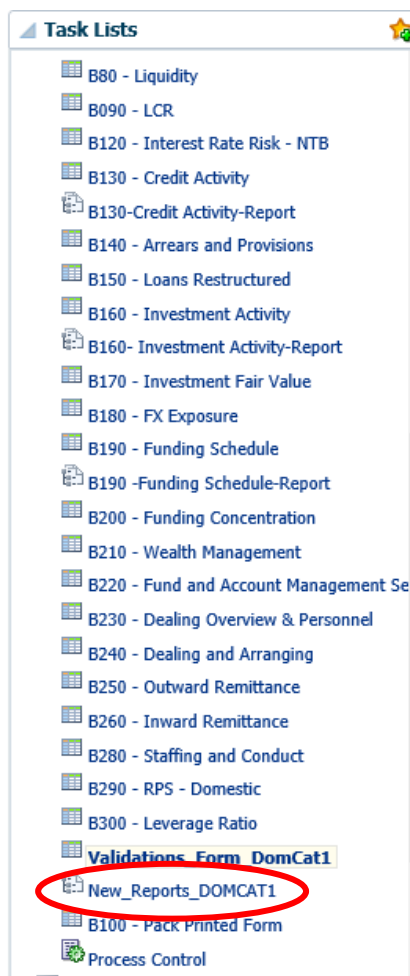 Task Lists
B80 - Liquidity
B090 - LCR
B120 - Interest Rate Risk - NTB
B130 - Credit Activity
B130-Credit Activity-Report
B140 - Arrears and Provisions
B150 - Loans Restructured
B160 - Investment Activity
B160- Investment Activity-Report
B170 - Investment Fair Value
B180 - FX Exposure
B190 - Funding Schedule
B190 -Funding Schedule-Report
B200 - Funding Concentration
B210 - Wealth Management
B220 - Fund and Account Management Se
B230 - Dealing Overview & Personnel
B240 - Dealing and Arranging
B250 - Outward Remittance
B260 - Inward Remittance
B280 - Staffing and Conduct
B290 - RPS - Domestic
B300 - Leverage Ratio
Validations_Form_DomCat1
New_Reports_DOMCAT1
B100 - Pack Printed Form
Process Control